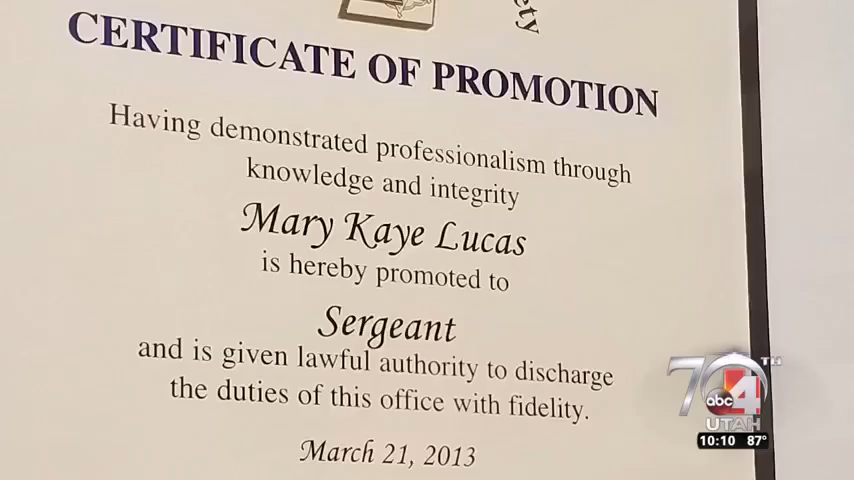 ety
CERTIFICATE OF PROMOTION
Having demonstrated professionalism through
knowledge and integrity
Mary Kaye Lucas
is hereby promoted to
Sergeant
and is given lawful authority to discharge
the duties of this office with fidelity.
March 21, 2013
70TH
abc 4
UTAH
10:10 87°